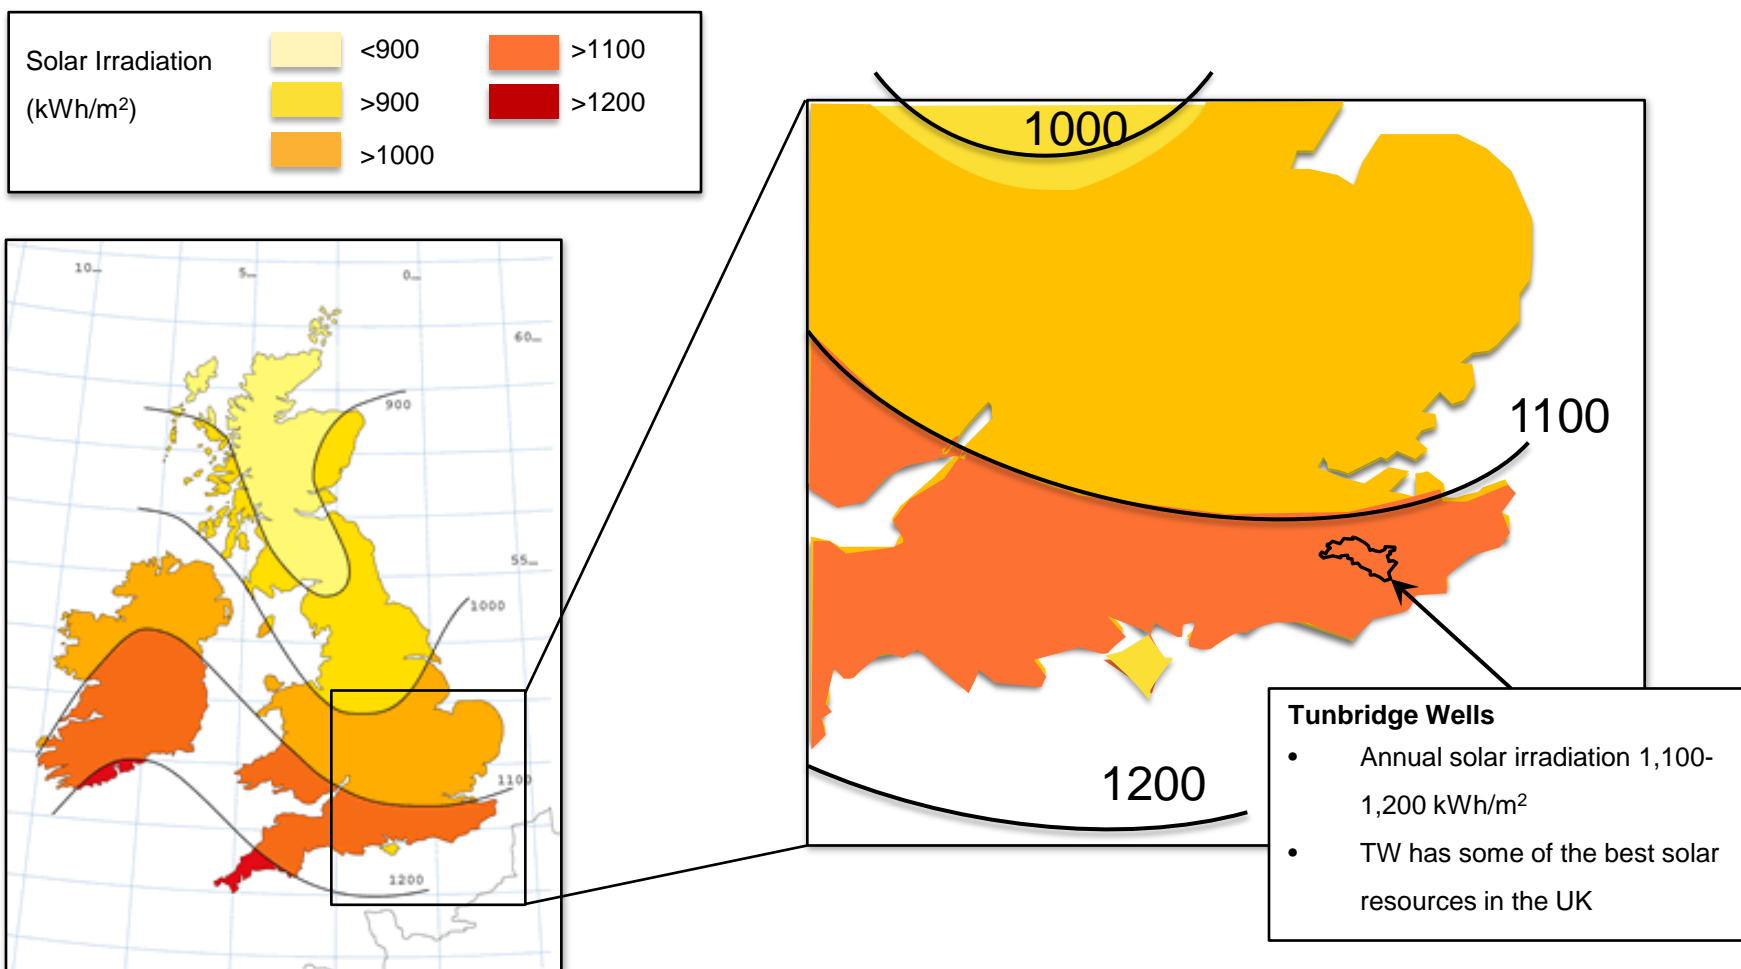 Solar Irradiation
(kWh/m²)
<900
>900
>1000
>1100
>1200
10
5
0
60
55
900
1000
1100
1200
1000
1100
1200
Tunbridge Wells
• Annual solar irradiation 1,100-
1,200 kWh/m²
• TW has some of the best solar
resources in the UK